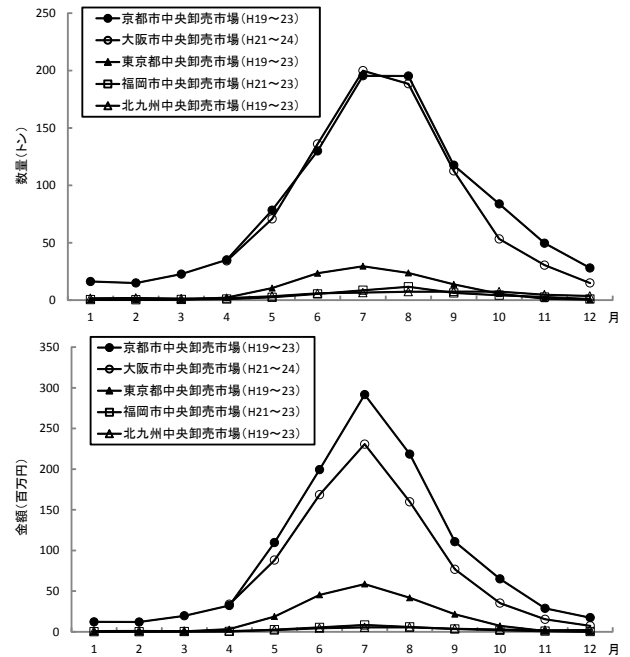 250
200
150
100
50
0
数量(トン)
京都市中央卸売市場(H19～23)
大阪市中央卸売市場(H21～24)
東京都中央卸売市場(H19～23)
福岡市中央卸売市場(H21～23)
北九州中央卸売市場(H19～23)
1 2 3 4 5 6 7 8 9 10 11 12 月
350
300
250
200
150
100
50
0
金額(百万円)
京都市中央卸売市場(H19～23)
大阪市中央卸売市場(H21～24)
東京都中央卸売市場(H19～23)
福岡市中央卸売市場(H21～23)
北九州中央卸売市場(H19～23)
1 2 3 4 5 6 7 8 9 10 11 12 月